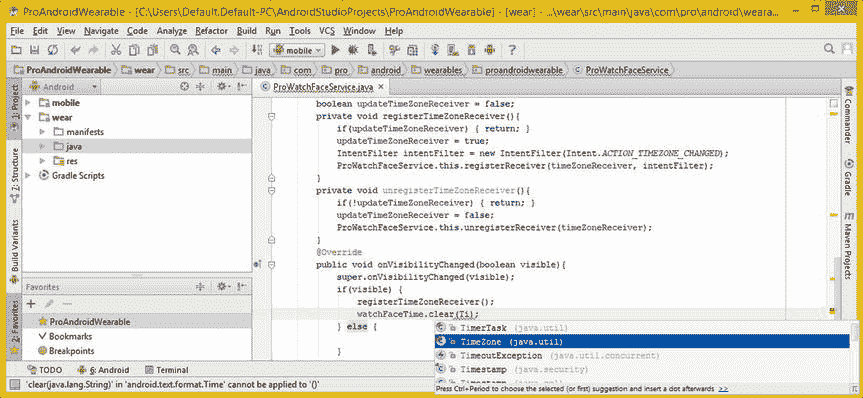 ProAndroidWearable - [C:\Users\Default.Default-PC\AndroidStudioProjects\ProAndroidWearable] - [wear] - ...\wear\src\main\java\com\pro\android\weara...
File Edit View Navigate Code Analyze Refactor Build Run Tools VCS Window Help
mobile
ProAndroidWearable wear src main java com pro android wearables proandroidwearable ProWatchFaceService
1: Project
Android
ProWatchFaceService.java
Commander
mobile
wear
manifests
java
res
Gradle Scripts
7: Structure
Build Variants
2: Favorites
Gradle
Maven Projects
boolean updateTimeZoneReceiver = false;
private void registerTimeZoneReceiver(){
if(updateTimeZoneReceiver) { return; }
updateTimeZoneReceiver = true;
IntentFilter intentFilter = new IntentFilter(Intent.ACTION_TIMEZONE_CHANGED);
ProWatchFaceService.this.registerReceiver(timeZoneReceiver, intentFilter);
}
private void unregisterTimeZoneReceiver(){
if(!updateTimeZoneReceiver) { return; }
updateTimeZoneReceiver = false;
ProWatchFaceService.this.unregisterReceiver(timeZoneReceiver);
}
@Override
public void onVisibilityChanged(boolean visible){
super.onVisibilityChanged(visible);
if(visible) {
registerTimeZoneReceiver();
watchFaceTime.clear(Ti);
} else {
}
Favorites
ProAndroidWearable
Bookmarks
Breakpoints
TimerTask (java.util)
TimeZone (java.util)
TimeoutException (java.util.concurrent)
Timestamp (java.security)
Press Ctrl+Period to choose the selected (or first) suggestion and insert a dot afterwards >>
TODO 6: Android Terminal
'clear(java.lang.String)' in 'android.text.format.Time' cannot be applied to '()'